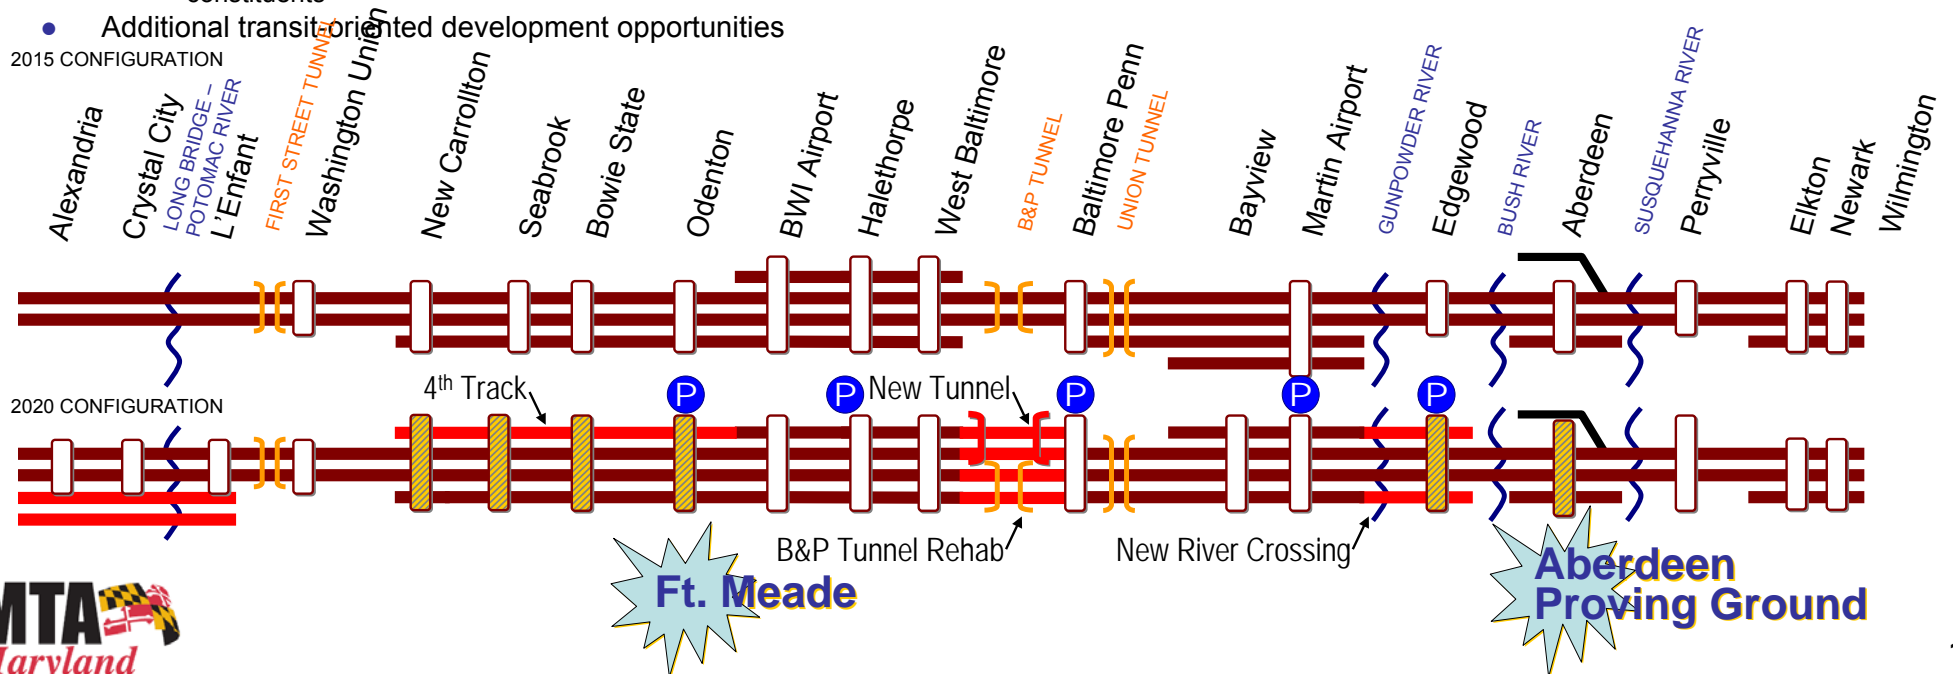 constituents
• Additional transit-oriented development opportunities
2015 CONFIGURATION
Alexandria
Crystal City
LONG BRIDGE –
POTOMAC RIVER
L'Enfant
FIRST STREET TUNNEL
Washington Union
New Carrollton
Seabrook
Bowie State
Odenton
BWI Airport
Halethorpe
West Baltimore
B&P TUNNEL
Baltimore Penn
UNION TUNNEL
Bayview
Martin Airport
GUNPOWDER RIVER
Edgewood
BUSH RIVER
Aberdeen
SUSQUEHANNA RIVER
Perryville
Elkton
Newark
Wilmington
2020 CONFIGURATION
4th Track
P
P
New Tunnel
P
P
P
B&P Tunnel Rehab
New River Crossing
Ft. Meade
Aberdeen
Proving Ground
MTA
Maryland